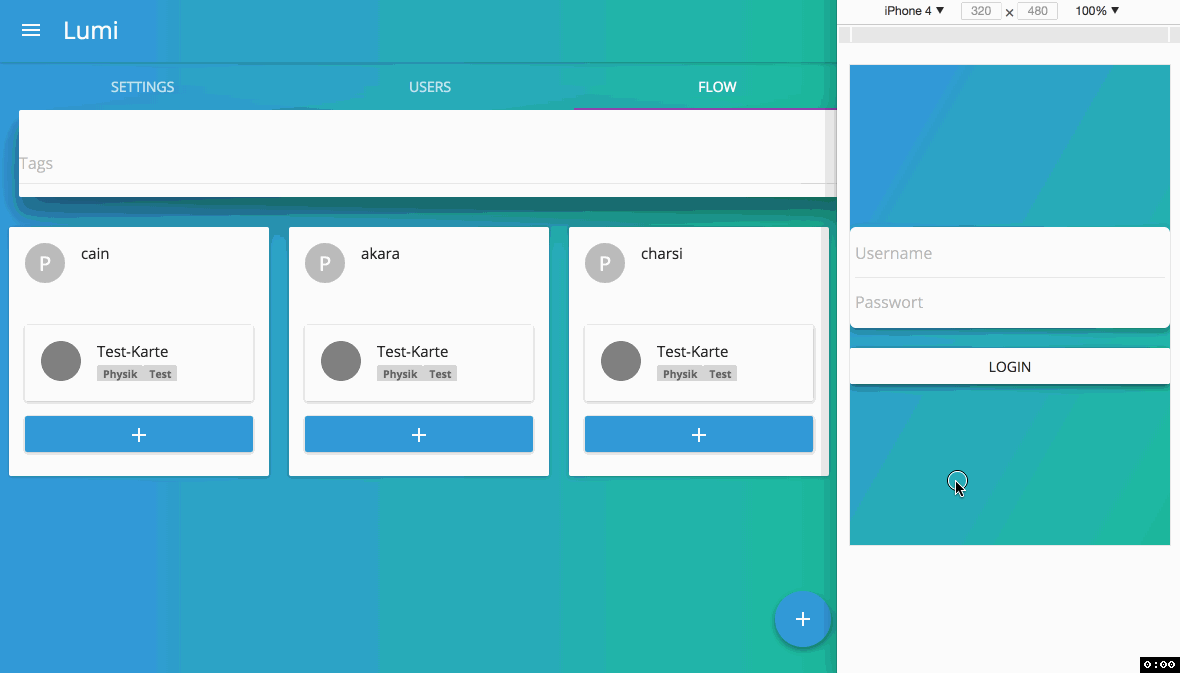 Lumi
SETTINGS USERS FLOW
Tags
P cain
Test-Karte
Physik Test
+
P akara
Test-Karte
Physik Test
+
P charsi
Test-Karte
Physik Test
+
+
iPhone 4 ▼ 320 × 480 100% ▼
Username
Passwort
LOGIN
0:00